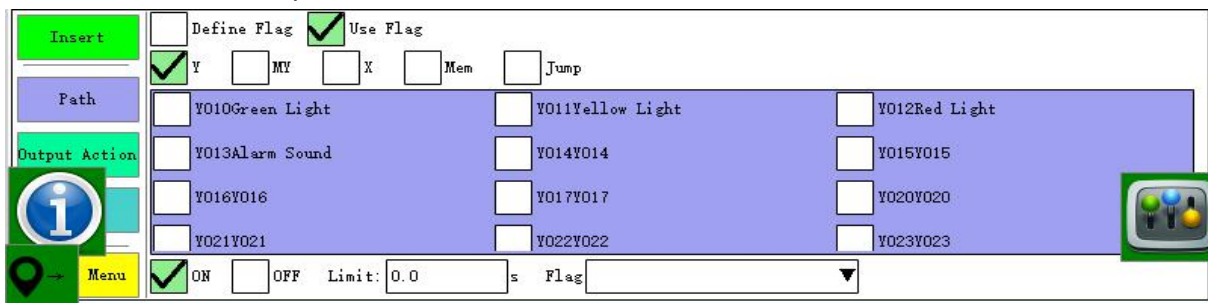 Insert
Define Flag Use Flag
Y MY X Mem Jump
Path
Y010Green Light Y011Yellow Light Y012Red Light
Output Action
Y013Alarm Sound Y014Y014 Y015Y015
Y016Y016 Y017Y017 Y020Y020
Y021Y021 Y022Y022 Y023Y023
Menu
ON OFF Limit: 0.0 s Flag